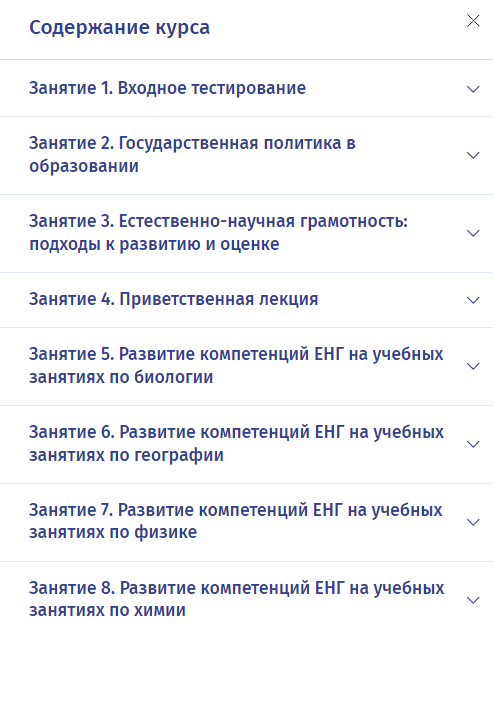 Содержание курса
Занятие 1. Входное тестирование
Занятие 2. Государственная политика в
образовании
Занятие 3. Естественно-научная грамотность:
подходы к развитию и оценке
Занятие 4. Приветственная лекция
Занятие 5. Развитие компетенций ЕНГ на учебных
занятиях по биологии
Занятие 6. Развитие компетенций ЕНГ на учебных
занятиях по географии
Занятие 7. Развитие компетенций ЕНГ на учебных
занятиях по физике
Занятие 8. Развитие компетенций ЕНГ на учебных
занятиях по химии